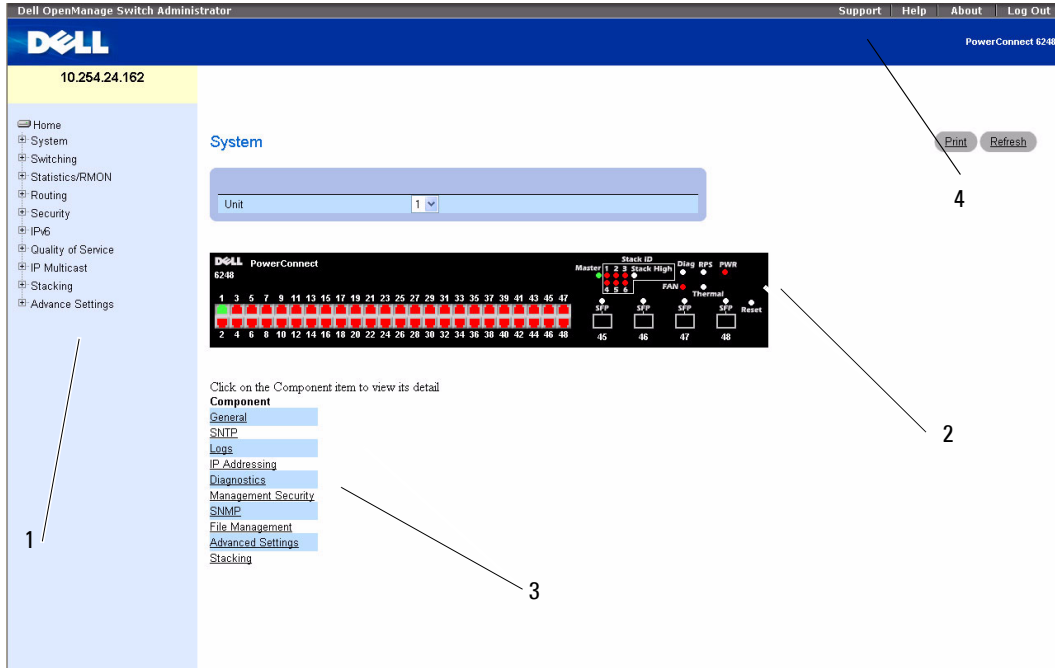 Dell OpenManage Switch Administrator Support Help About Log Out
DELL PowerConnect 6248
10.254.24.162
Home
System
Switching
Statistics/RMON
Routing
Security
IPv6
Quality of Service
IP Multicast
Stacking
Advance Settings
1
System
Print Refresh
4
Unit 1
DELL PowerConnect
6248
Stack ID
Master 1 2 3 Stack High Diag RPS PWR
4 5 6 FAN Thermal
1 3 5 7 9 11 13 15 17 19 21 23 25 27 29 31 33 35 37 39 41 43 45 47
SFP SFP SFP SFP Reset
2 4 6 8 10 12 14 16 18 20 22 24 26 28 30 32 34 36 38 40 42 44 46 48
45 46 47 48
2
Click on the Component item to view its detail
Component
General
SNTP
Logs
IP Addressing
Diagnostics
Management Security
SNMP
File Management
Advanced Settings
Stacking
3